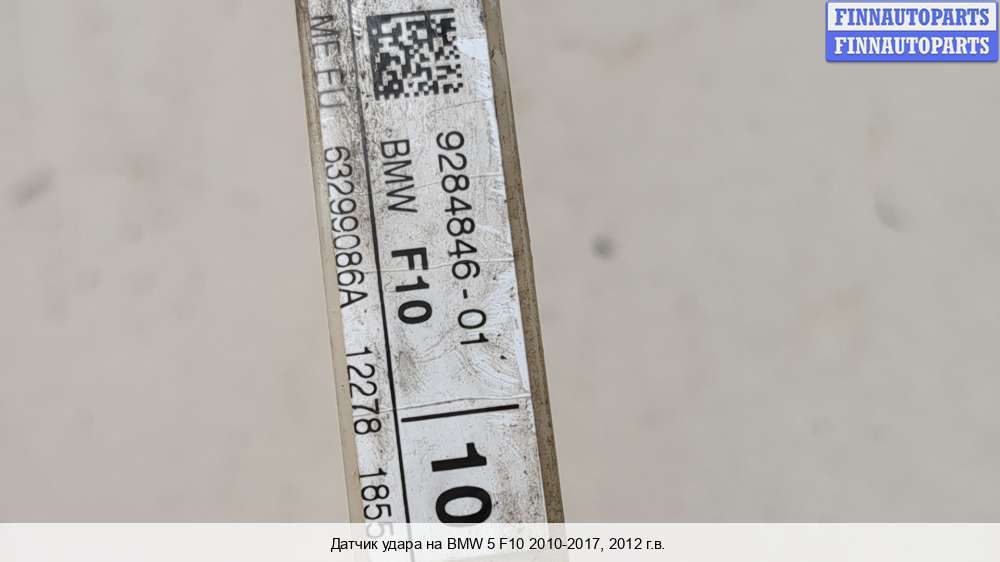 FINNAUTOPARTS
FINNAUTOPARTS
9284846-01
BMW F10
10
ME EU 63299086A 12278 1855
Датчик удара на BMW 5 F10 2010-2017, 2012 г.в.